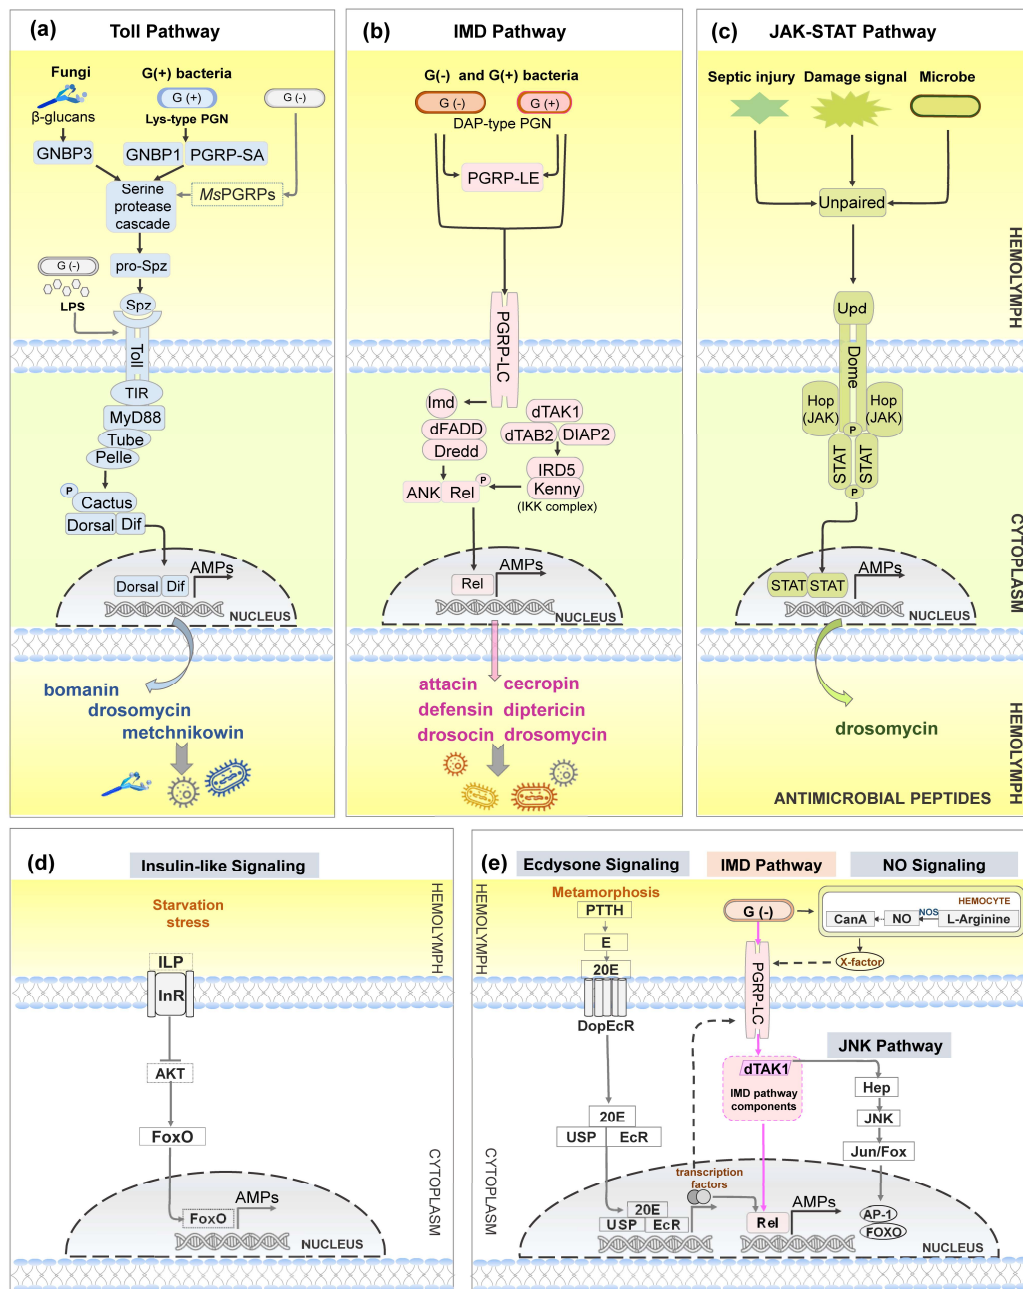 (a)
Toll Pathway
Fungi
β-glucans
GNBP3
G(+) bacteria
G (+)
Lys-type PGN
GNBP1
PGRP-SA
G (-)
Serine
protease
cascade
MsPGRPs
pro-Spz
G (-)
LPS
Spz
Toll
TIR
MyD88
Tube
Pelle
P
Cactus
Dorsal
Dif
Dorsal
Dif
AMPs
NUCLEUS
bomanin
drosomycin
metchnikowin
(b)
IMD Pathway
G(-) and G(+) bacteria
G (-)
G (+)
DAP-type PGN
PGRP-LE
PGRP-LC
Imd
dFADD
Dredd
dTAK1
dTAB2
DIAP2
IRD5
Kenny
(IKK complex)
ANK
Rel
P
Rel
AMPs
NUCLEUS
attacin
cecropin
defensin
diptericin
drosocin
drosomycin
(c)
JAK-STAT Pathway
Septic injury
Damage signal
Microbe
Unpaired
Upd
Dome
Hop
(JAK)
Hop
(JAK)
P
STAT
STAT
P
STAT
STAT
AMPs
NUCLEUS
drosomycin
ANTIMICROBIAL PEPTIDES
HEMOLYMPH
CYTOPLASM
HEMOLYMPH
(d)
Insulin-like Signaling
Starvation
stress
ILP
InR
AKT
FoxO
FoxO
AMPs
NUCLEUS
HEMOLYMPH
CYTOPLASM
(e)
Ecdysone Signaling
IMD Pathway
NO Signaling
Metamorphosis
PTTH
E
20E
DopEcR
20E
USP
EcR
20E
USP
EcR
G (-)
HEMOCYTE
CanA
NO
NOS
L-Arginine
X-factor
PGRP-LC
dTAK1
IMD pathway
components
JNK Pathway
Hep
JNK
Jun/Fox
transcription
factors
Rel
AMPs
AP-1
FOXO
NUCLEUS
HEMOLYMPH
CYTOPLASM